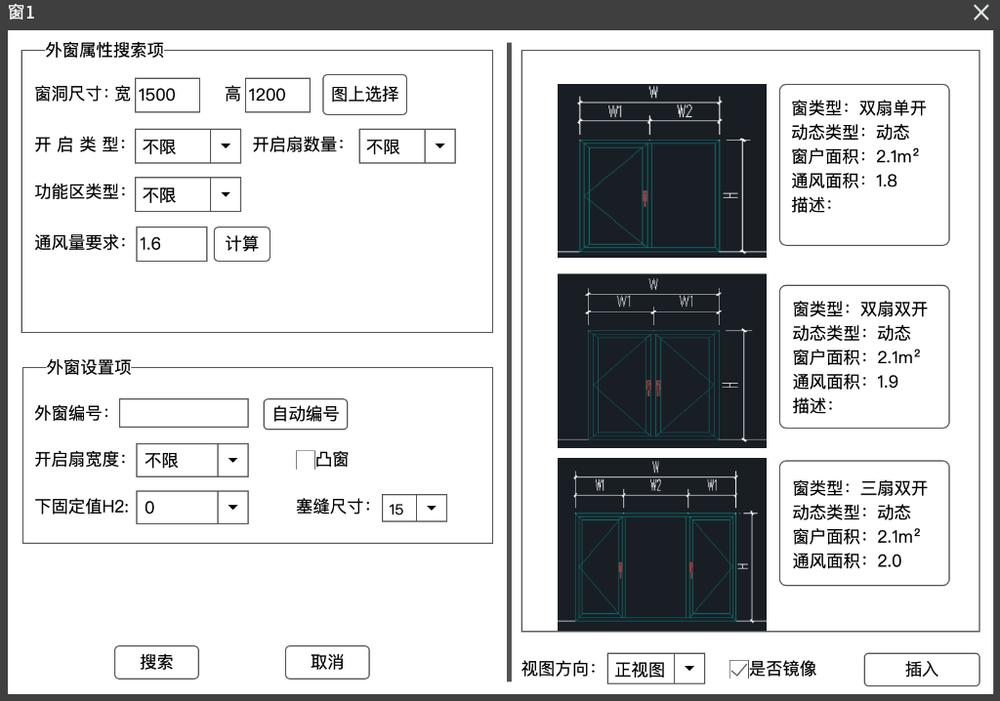 窗1
外窗属性搜索项
窗洞尺寸：宽 1500 高 1200 图上选择
开 启 类 型： 不限 开启扇数量： 不限
功能区类型： 不限
通风量要求： 1.6 计算
外窗设置项
外窗编号： 自动编号
开启扇宽度： 不限 凸窗
下固定值H2: 0 塞缝尺寸： 15
搜索 取消
W
W1 W2
H
窗类型：双扇单开
动态类型：动态
窗户面积：2.1m²
通风面积：1.8
描述：
W
W1 W1
H
窗类型：双扇双开
动态类型：动态
窗户面积：2.1m²
通风面积：1.9
描述：
W
W1 W2 W1
H
窗类型：三扇双开
动态类型：动态
窗户面积：2.1m²
通风面积：2.0
视图方向： 正视图 是否镜像 插入